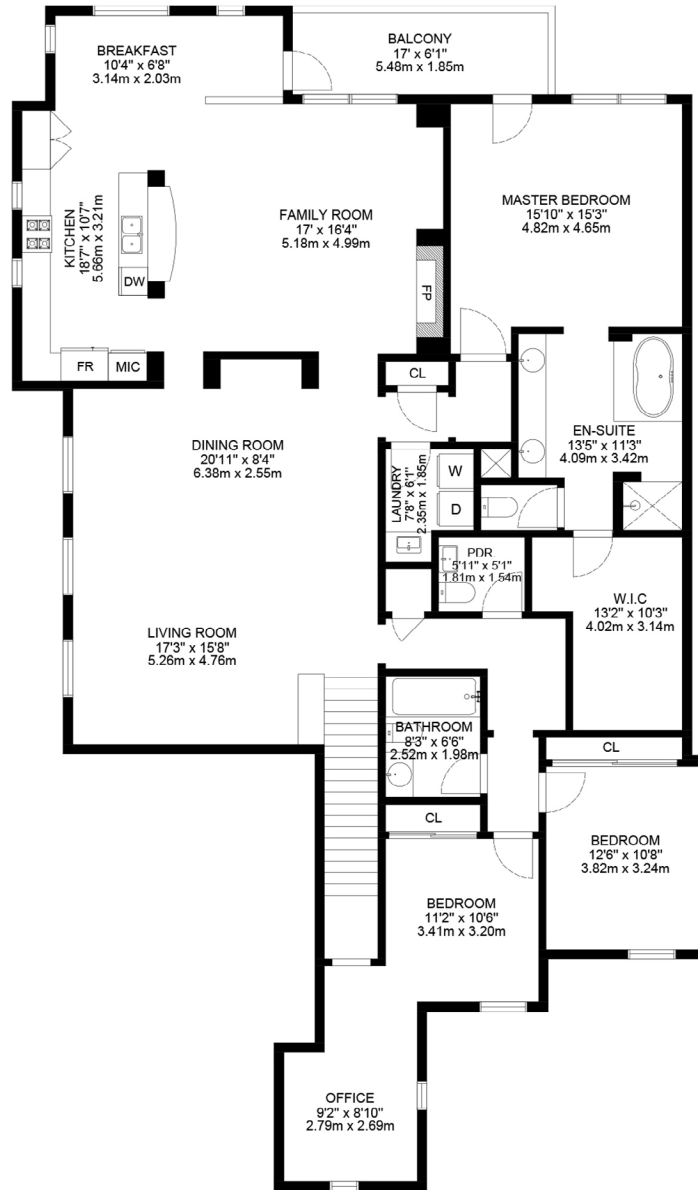 BREAKFAST
10'4" x 6'8"
3.14m x 2.03m
BALCONY
17' x 6'1"
5.48m x 1.85m
KITCHEN
18'7" x 10'7"
5.66m x 3.21m
DW
FAMILY ROOM
17' x 16'4"
5.18m x 4.99m
FP
MASTER BEDROOM
15'10" x 15'3"
4.82m x 4.65m
FR
MIC
CL
DINING ROOM
20'11" x 8'4"
6.38m x 2.55m
EN-SUITE
13'5" x 11'3"
4.09m x 3.42m
LAUNDRY
7'8" x 6'1"
2.35m x 1.85m
W
D
PDR
5'11" x 5'1"
1.81m x 1.54m
W.I.C
13'2" x 10'3"
4.02m x 3.14m
LIVING ROOM
17'3" x 15'8"
5.26m x 4.76m
BATHROOM
8'3" x 6'6"
2.52m x 1.98m
CL
CL
BEDROOM
12'6" x 10'8"
3.82m x 3.24m
BEDROOM
11'2" x 10'6"
3.41m x 3.20m
OFFICE
9'2" x 8'10"
2.79m x 2.69m